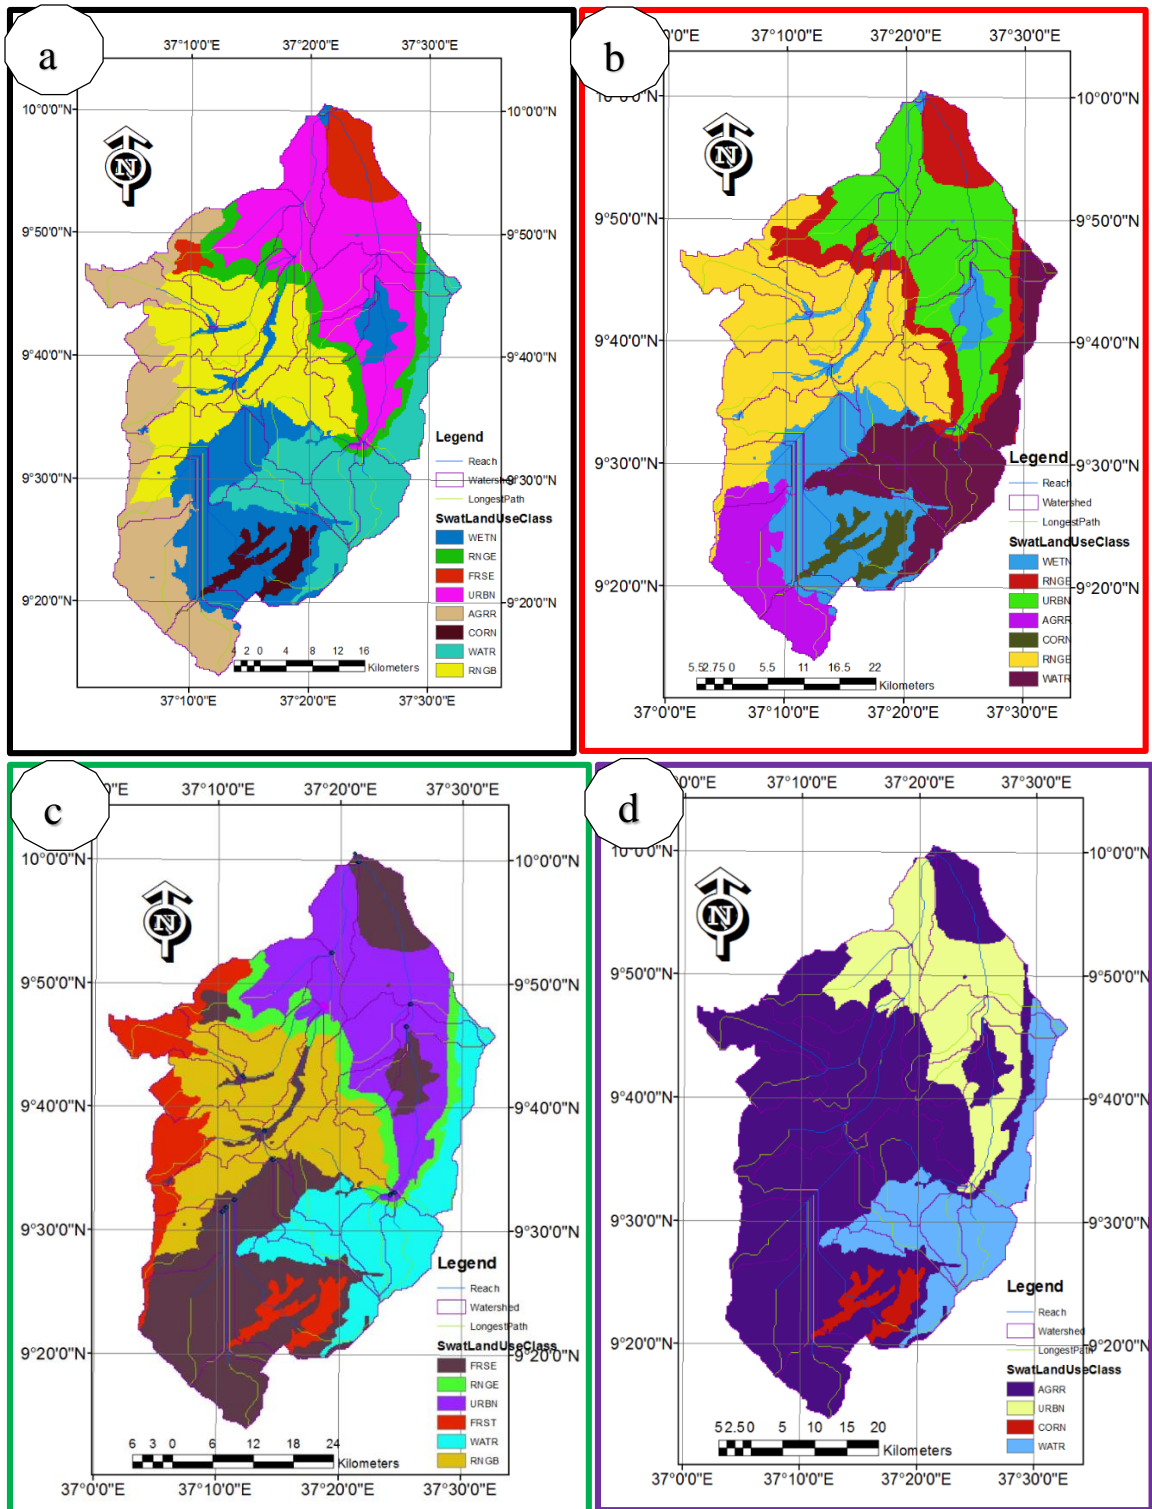 a
37°10'0"E 37°20'0"E 37°30'0"E
10°0'0"N 10°0'0"N
N
9°50'0"N 9°50'0"N
9°40'0"N 9°40'0"N
Legend
Reach
9°30'0"N Watershed 9°30'0"N
LongestPath
SwatLandUseClass
WETN
RNGE
FRSE
URBN
9°20'0"N AGRR 9°20'0"N
CORN
WATR
RNGB
4 2 0 4 8 12 16
Kilometers
37°10'0"E 37°20'0"E 37°30'0"E
b
0'0"E 37°10'0"E 37°20'0"E 37°30'0"E
10°0'0"N 10°0'0"N
N
9°50'0"N 9°50'0"N
9°40'0"N 9°40'0"N
Legend
9°30'0"N 9°30'0"N
Reach
Watershed
LongestPath
SwatLandUseClass
WETN
RNGE
9°20'0"N 9°20'0"N
URBN
AGRR
CORN
RNGE
WATR
5.5 2.75 0 5.5 11 16.5 22
Kilometers
37°0'0"E 37°10'0"E 37°20'0"E 37°30'0"E
c
0"E 37°10'0"E 37°20'0"E 37°30'0"E
10°0'0"N 10°0'0"N
N
9°50'0"N 9°50'0"N
9°40'0"N 9°40'0"N
9°30'0"N 9°30'0"N
Legend
Reach
Watershed
LongestPath
SwatLandUseClass
9°20'0"N 9°20'0"N
FRSE
RNGE
URBN
FRST
WATR
RNGB
6 3 0 6 12 18 24
Kilometers
37°0'0"E 37°10'0"E 37°20'0"E 37°30'0"E
d
0'0"E 37°10'0"E 37°20'0"E 37°30'0"E
10°0'0"N 10°0'0"N
N
9°50'0"N 9°50'0"N
9°40'0"N 9°40'0"N
9°30'0"N 9°30'0"N
Legend
Reach
Watershed
9°20'0"N 9°20'0"N
LongestPath
SwatLandUseClass
AGRR
URBN
CORN
WATR
5 2.5 0 5 10 15 20
Kilometers
37°0'0"E 37°10'0"E 37°20'0"E 37°30'0"E